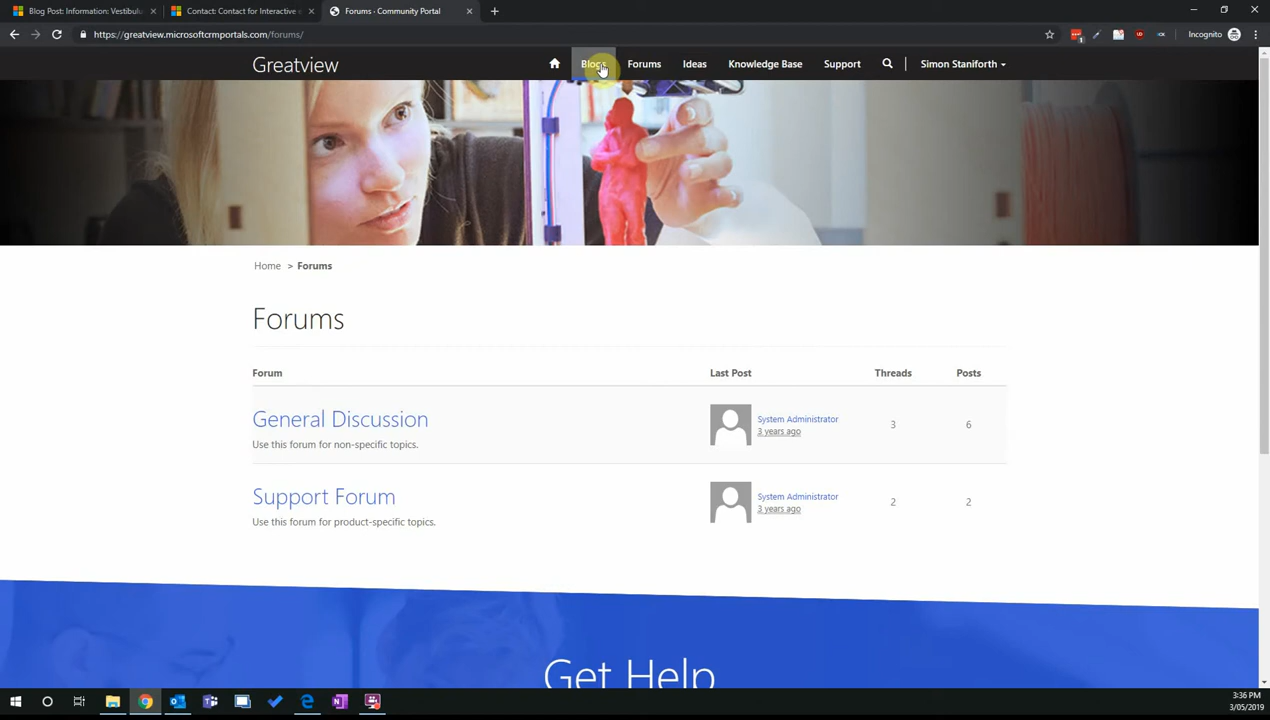 Blog Post: Information: Vestibul
Contact: Contact for Interactive
Forums · Community Portal
https://greatview.microsoftcrmportals.com/forums/
Incognito
Greatview
Blogs
Forums
Ideas
Knowledge Base
Support
Simon Staniforth
Home > Forums
Forums
Forum Last Post Threads Posts
General Discussion
Use this forum for non-specific topics.
System Administrator
3 years ago
3 6
Support Forum
Use this forum for product-specific topics.
System Administrator
3 years ago
2 2
Get Help
3:36 PM
3/05/2019